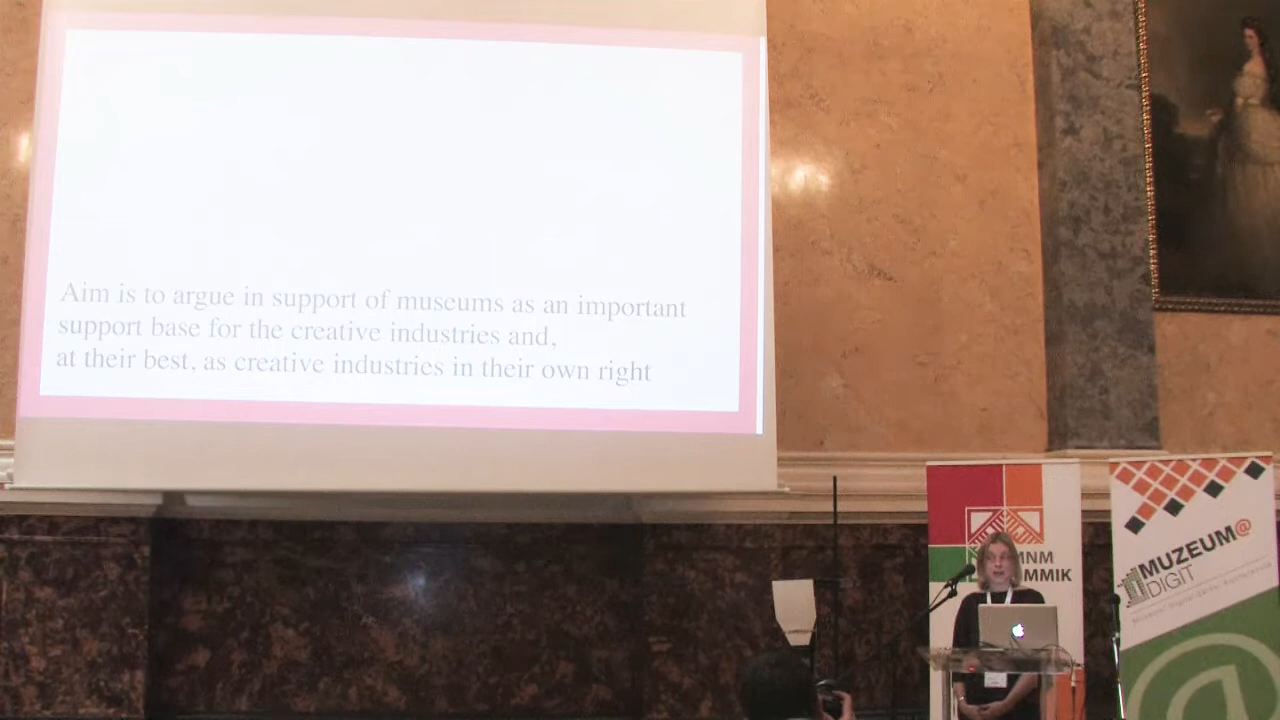 Aim is to argue in support of museums as an important
support base for the creative industries and,
at their best, as creative industries in their own right
MNM
MMIK
MUZEUM@
DIGIT